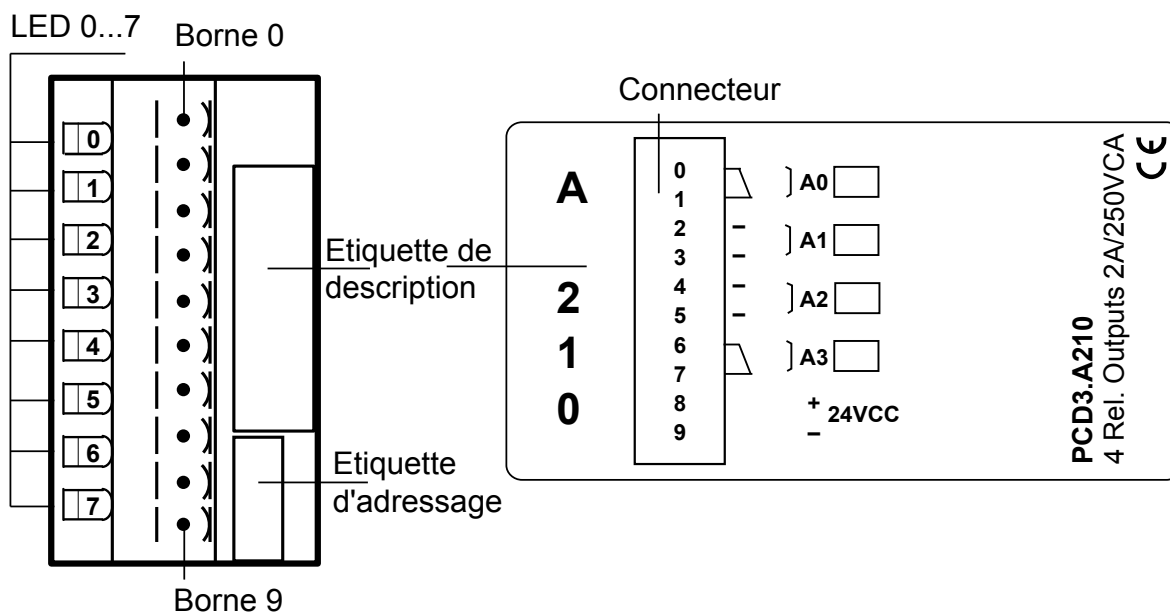 LED 0...7
Borne 0
0
1
2
3
4
5
6
7
Etiquette de
description
Etiquette
d'adressage
Borne 9
Connecteur
A
2
1
0
0
1
2
3
4
5
6
7
8
9
A0
A1
A2
A3
+
24VCC
–
PCD3.A210
4 Rel. Outputs 2A/250VCA
CE